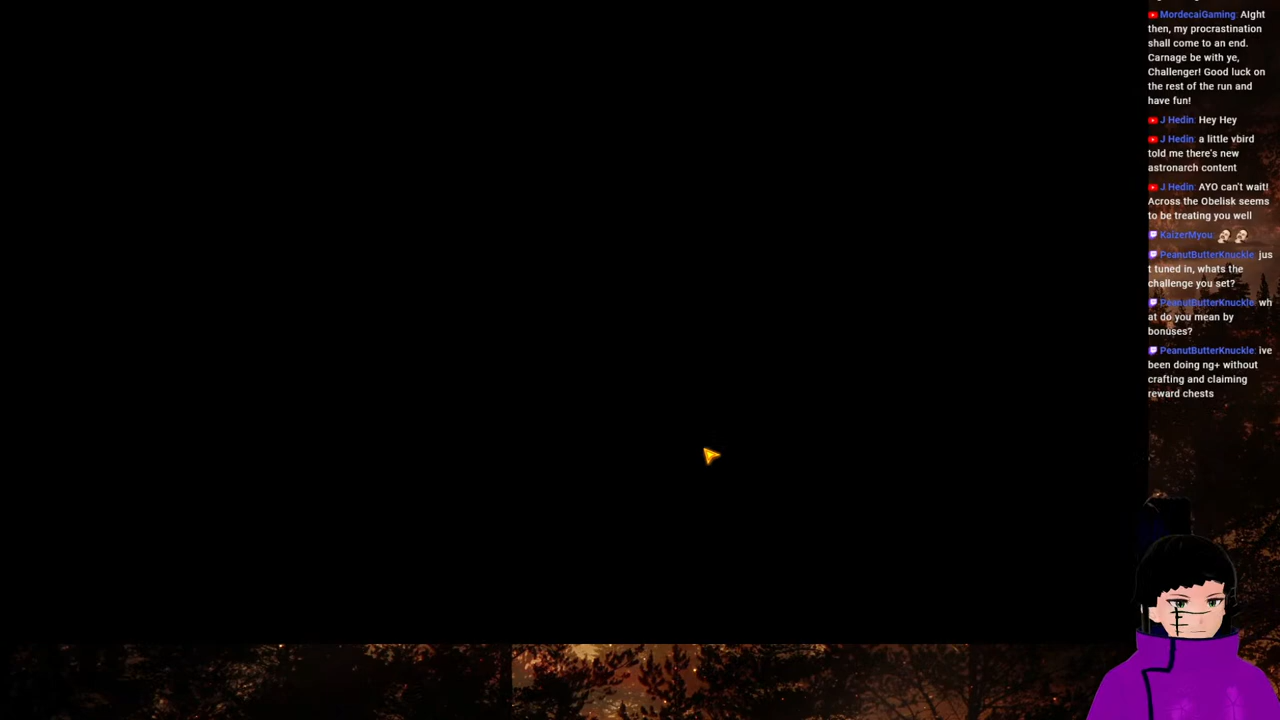 MordecaiGaming: AIght
then, my procrastination
shall come to an end.
Carnage be with ye,
Challenger! Good luck on
the rest of the run and
have fun!
J Hedin: Hey Hey
J Hedin: a little vbird
told me there's new
astronarch content
J Hedin: AYO can't wait!
Across the Obelisk seems
to be treating you well
KaizerMyou:
PeanutButterKnuckle: jus
t tuned in, whats the
challenge you set?
PeanutButterKnuckle: wh
at do you mean by
bonuses?
PeanutButterKnuckle: ive
been doing ng+ without
crafting and claiming
reward chests